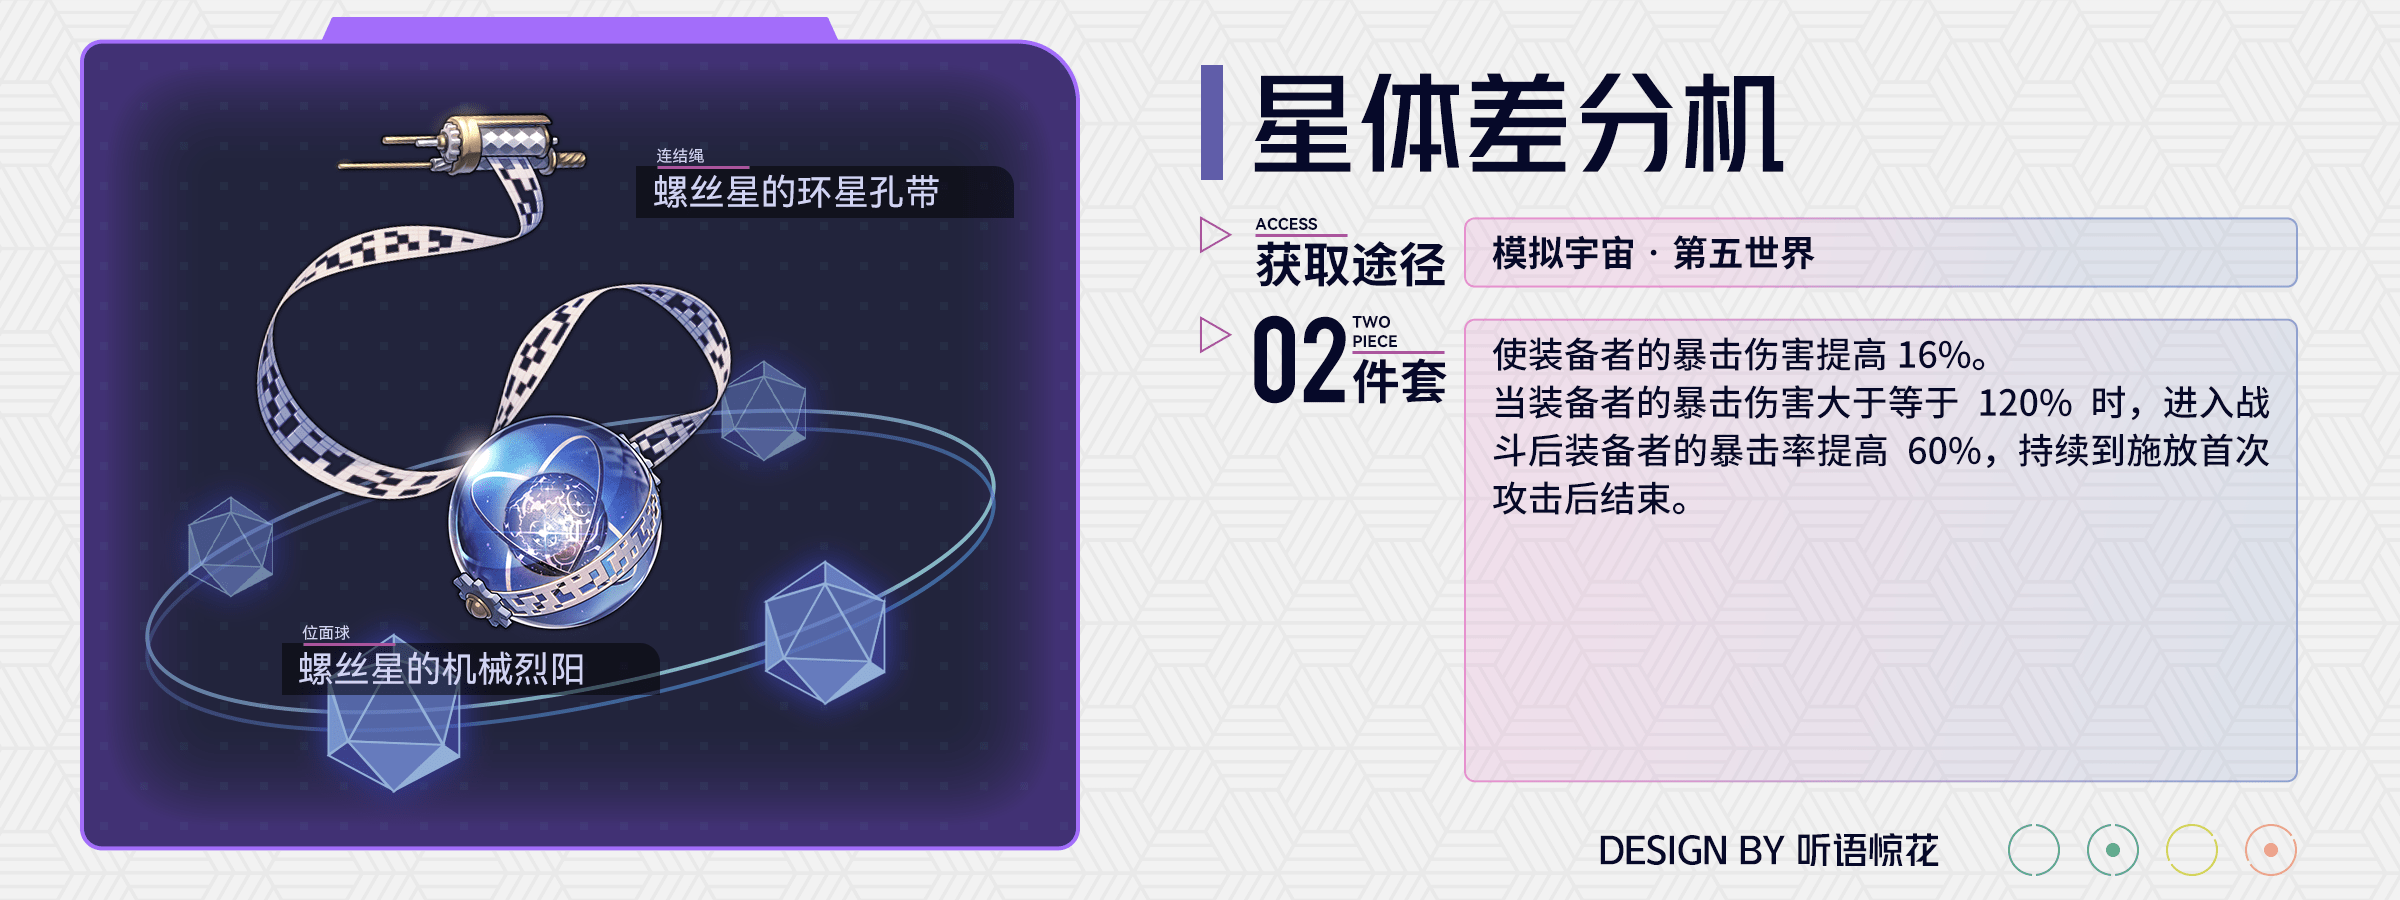 连结绳
螺丝星的环星孔带
位面球
螺丝星的机械烈阳
星体差分机
ACCESS
获取途径
模拟宇宙 · 第五世界
02
TWO
PIECE
件套
使装备者的暴击伤害提高 16%。
当装备者的暴击伤害大于等于 120% 时，进入战
斗后装备者的暴击率提高 60%，持续到施放首次
攻击后结束。
DESIGN BY 听语惊花